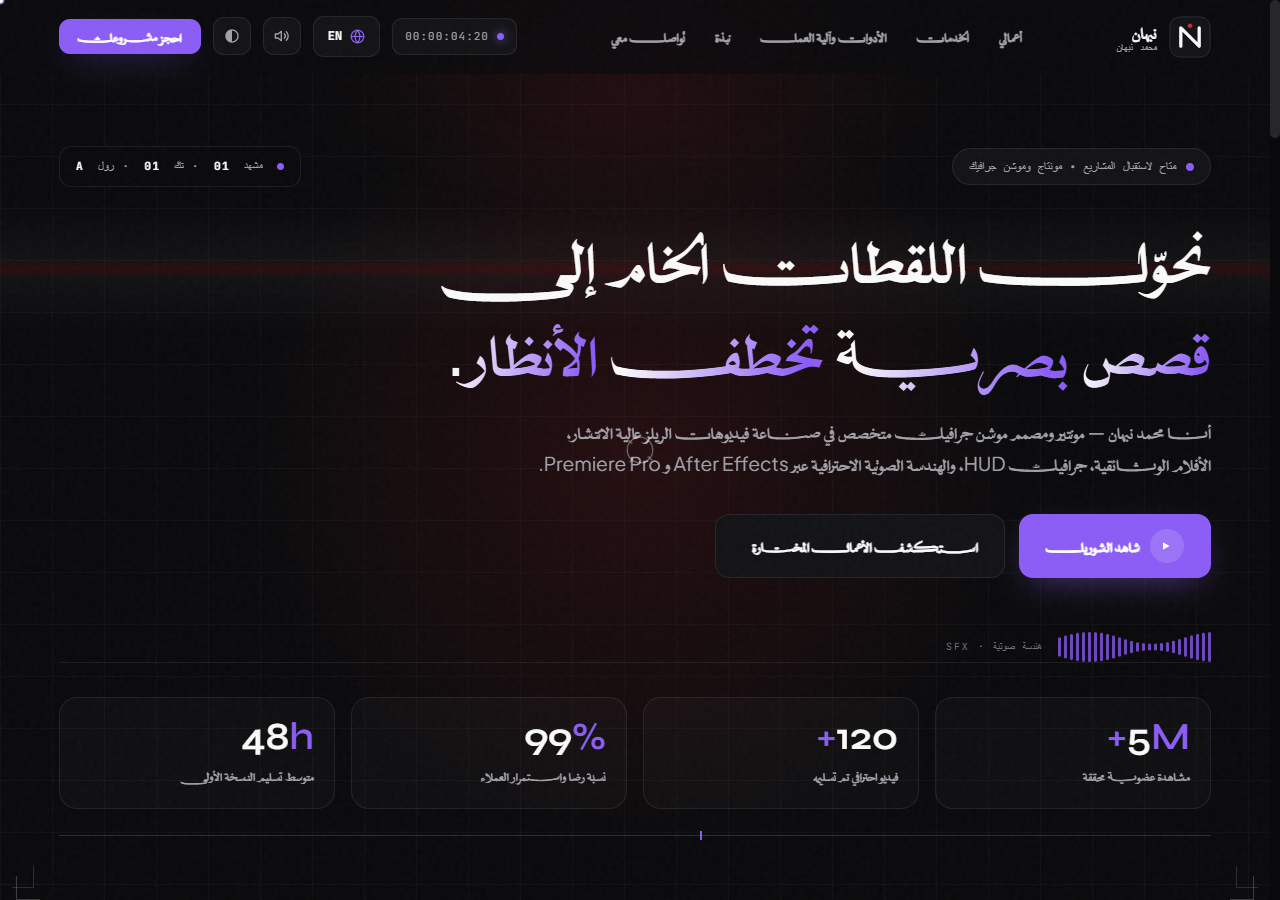 نيهان
محمد نيهان
أعمالي
الخدمات
الأدوات وآلية العمل
نبذة
تواصل معي
00:00:04:20
EN
احجز مشروعك
متاح لاستقبال المشاريع • مونتاج وموشن جرافيك
مشهد 01 · تك 01 · رول A
نحوّل اللقطات الخام إلى
قصص بصرية تخطف الأنظار.
أنا محمد نيهان — مونتير ومصمم موشن جرافيك متخصص في صناعة فيديوهات الريلز عالية الانتشار،
الأفلام الوثائقية، جرافيك HUD، والهندسة الصوتية الاحترافية عبر After Effects و Premiere Pro.
شاهد الشوريل
استكشف الأعمال المختارة
هندسة صوتية · SFX
+5M
مشاهدة عضوية محققة
+120
فيديو احترافي تم تسليمه
99%
نسبة رضا واستمرار العملاء
48h
متوسط تسليم النسخة الأولى